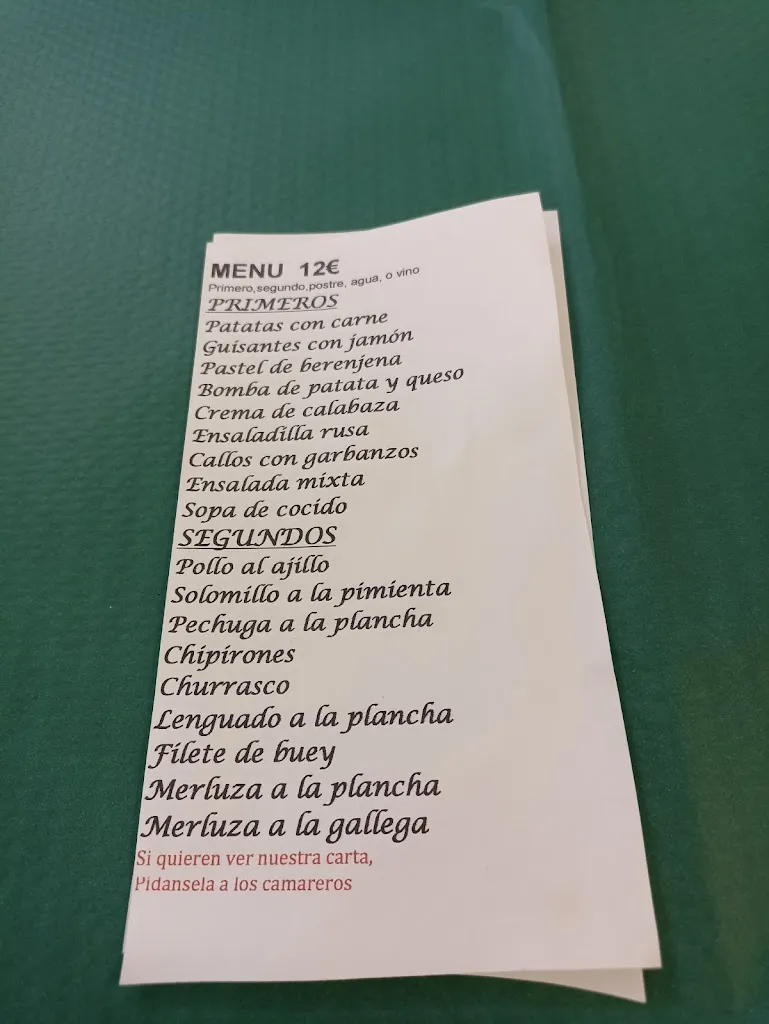 MENU 12€
Primero,segundo,postre, agua, o vino
PRIMEROS
Patatas con carne
Guisantes con jamón
Pastel de berenjena
Bomba de patata y queso
Crema de calabaza
Ensaladilla rusa
Callos con garbanzos
Ensalada mixta
Sopa de cocido
SEGUNDOS
Pollo al ajillo
Solomillo a la pimienta
Pechuga a la plancha
Chipirones
Churrasco
Lenguado a la plancha
Filete de buey
Merluza a la plancha
Merluza a la gallega
Si quieren ver nuestra carta,
Pidansela a los camareros